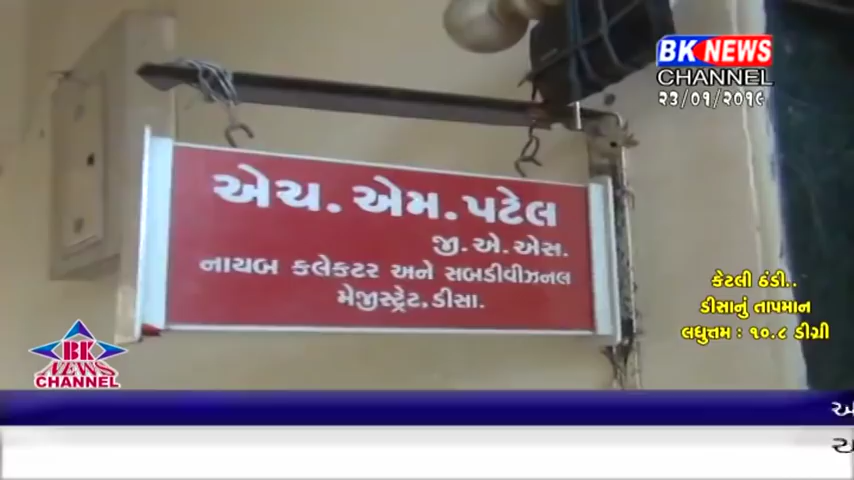 BK NEWS
CHANNEL
૨૩/૦૧/૨૦૧૯
એચ. એમ. પટેલ
જી. એ. એસ.
નાયબ કલેકટર અને સબડીવીઝનલ
મેજીસ્ટ્રેટ, ડીસા.
કેટલી ઠંડી..
ડીસાનું તાપમાન
લઘુત્તમ : ૧૦.૮ ડીગ્રી
BK
NEWS
CHANNEL